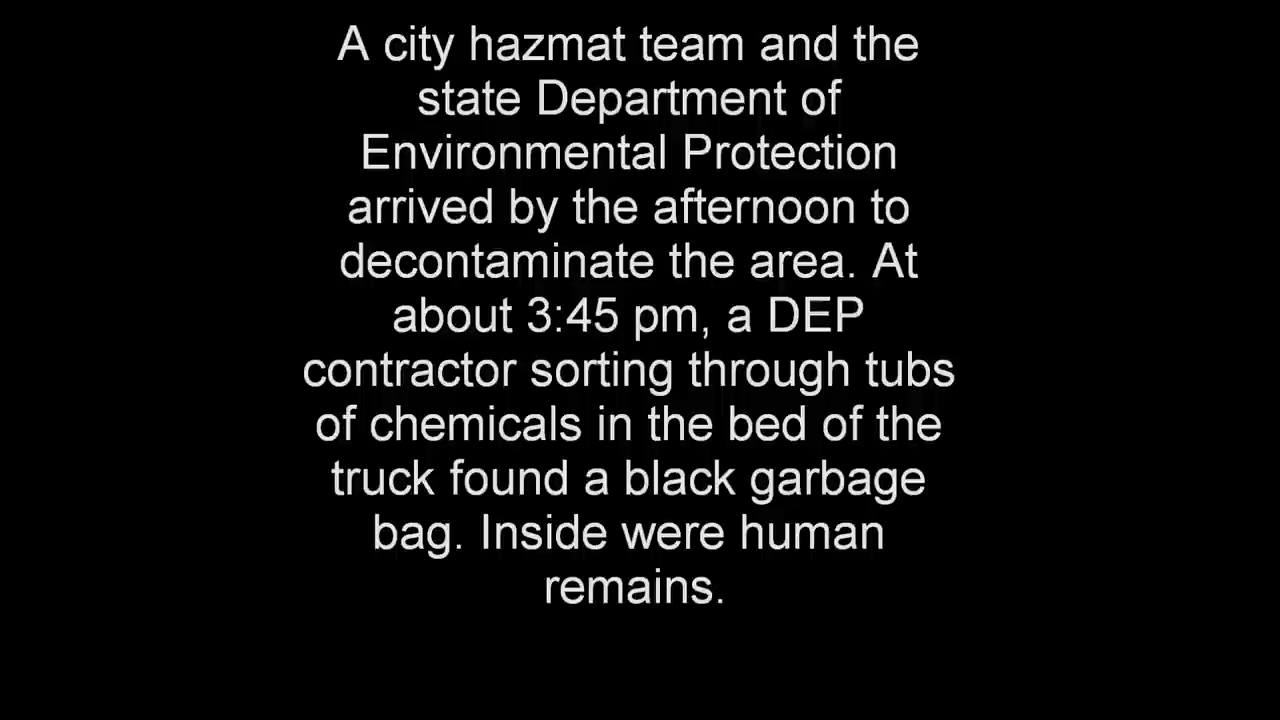 A city hazmat team and the
state Department of
Environmental Protection
arrived by the afternoon to
decontaminate the area. At
about 3:45 pm, a DEP
contractor sorting through tubs
of chemicals in the bed of the
truck found a black garbage
bag. Inside were human
remains.